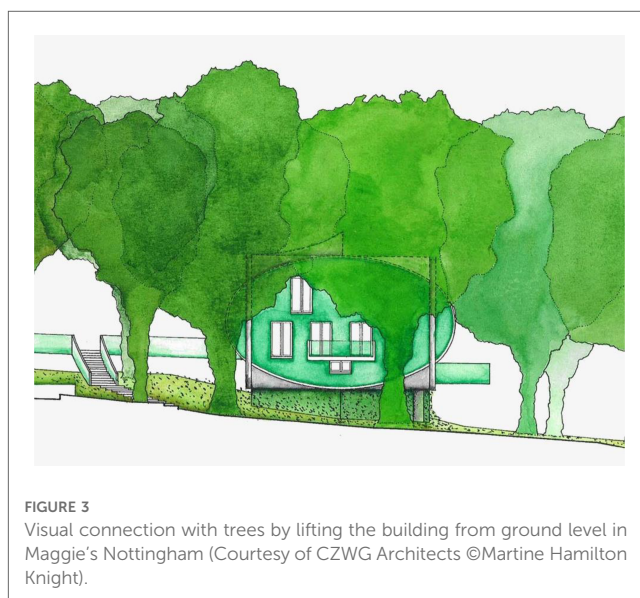 FIGURE 3
Visual connection with trees by lifting the building from ground level in
Maggie's Nottingham (Courtesy of CZWG Architects ©Martine Hamilton
Knight).